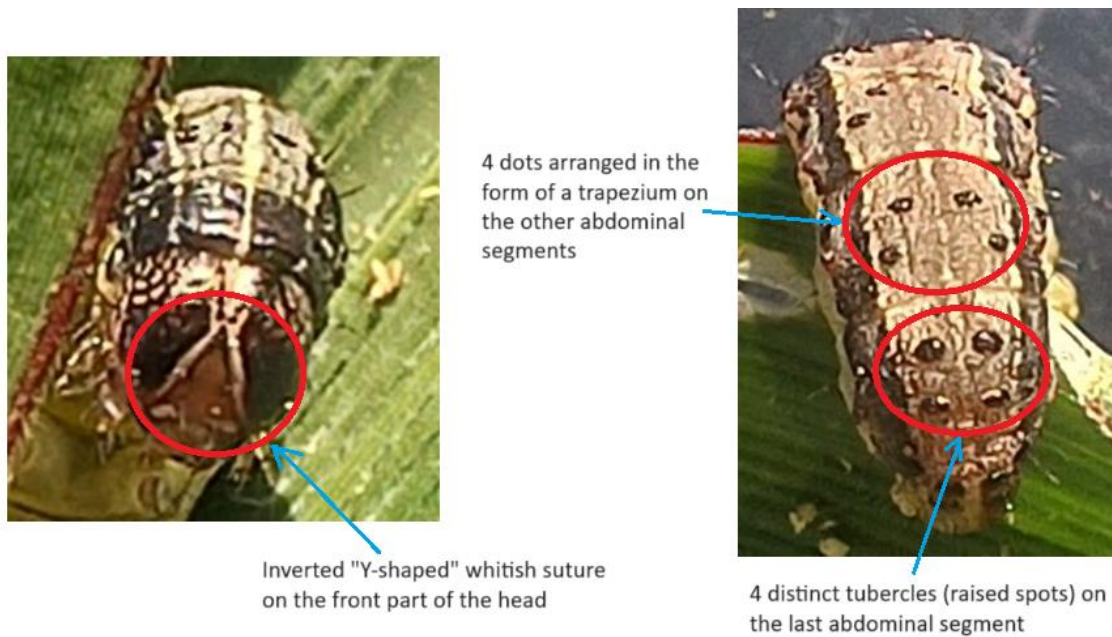 4 dots arranged in the
form of a trapezium on
the other abdominal
segments
Inverted "Y-shaped" whitish suture
on the front part of the head
4 distinct tubercles (raised spots) on
the last abdominal segment